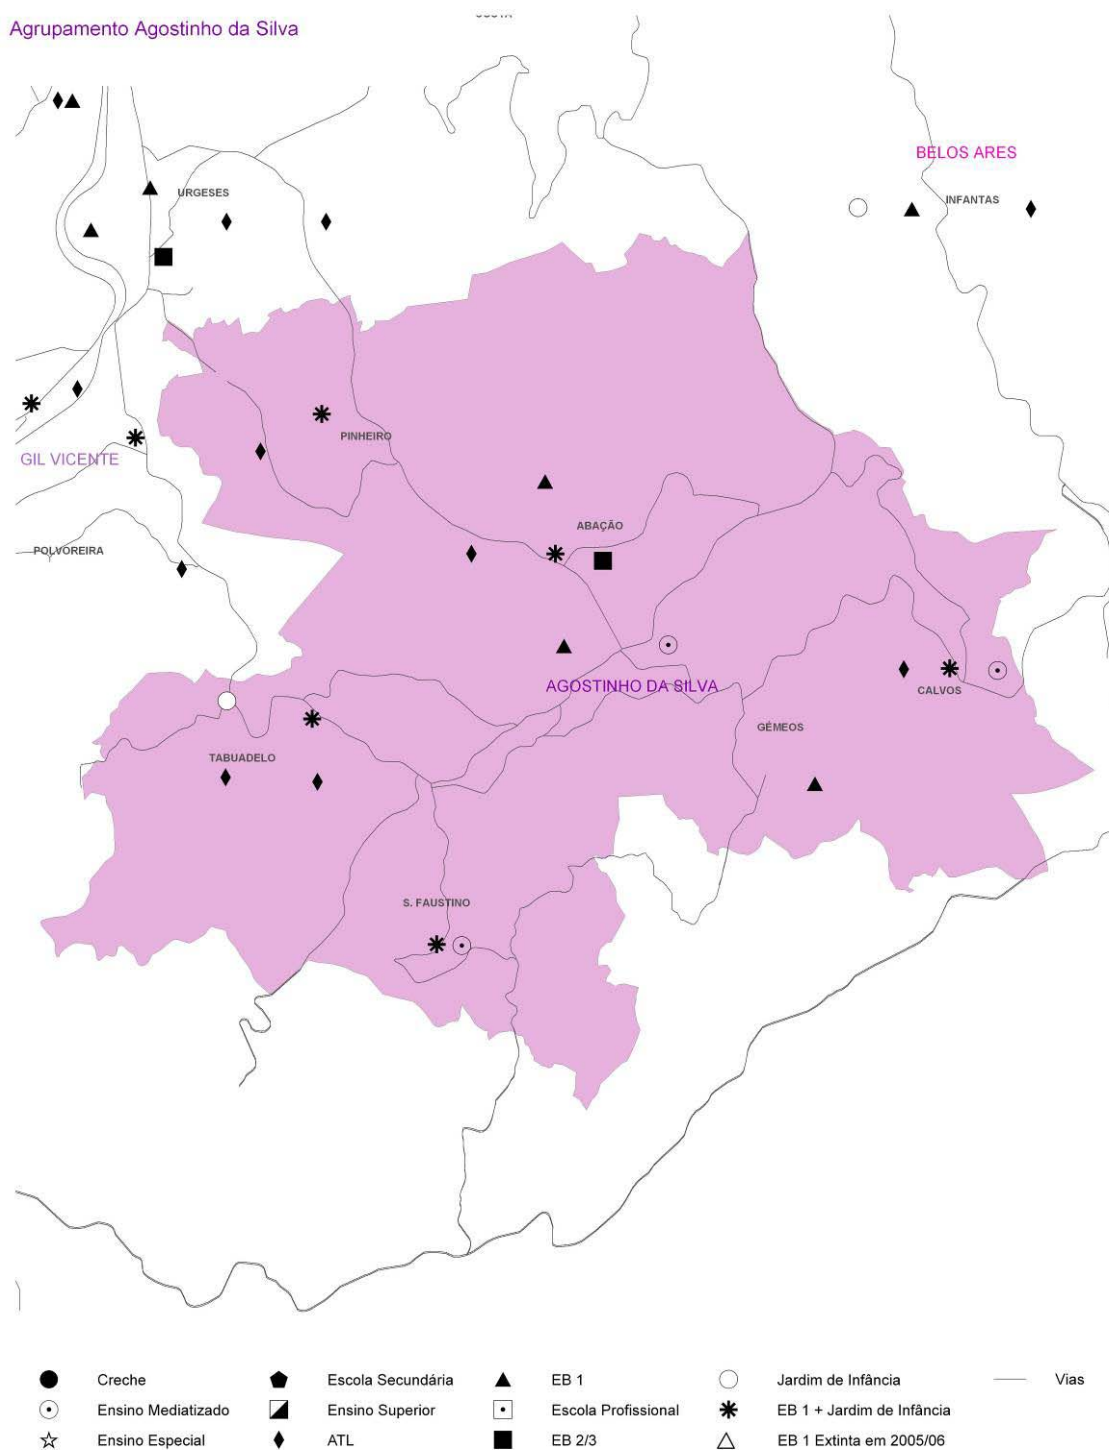 Agrupamento Agostinho da Silva
BELOS ARES
URGESES
INFANTAS
PINHEIRO
GIL VICENTE
ABAÇÃO
POLVOREIRA
AGOSTINHO DA SILVA
CALVOS
GÉMEOS
TABUADELO
S. FAUSTINO
Creche
Escola Secundária
EB 1
Jardim de Infância
Vias
Ensino Mediatizado
Ensino Superior
Escola Profissional
EB 1 + Jardim de Infância
Ensino Especial
ATL
EB 2/3
EB 1 Extinta em 2005/06